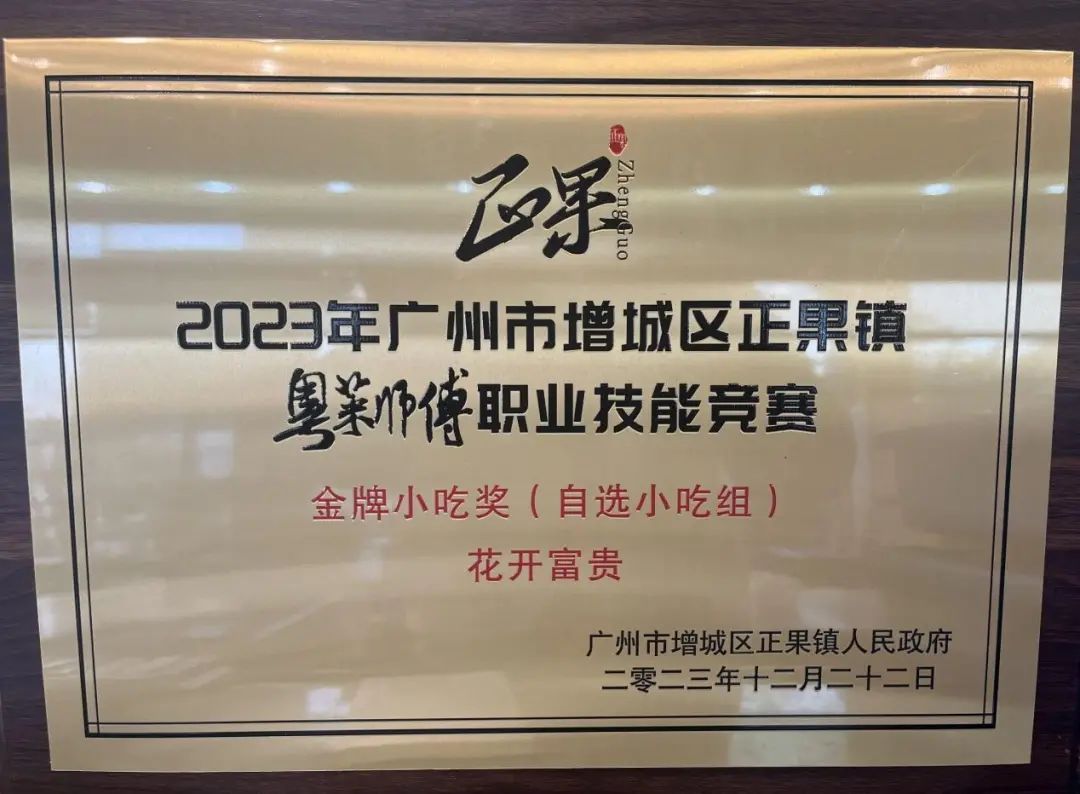 正果
ZhengGuo
2023年广州市增城区正果镇
粤菜师傅职业技能竞赛
金牌小吃奖（自选小吃组）
花开富贵
广州市增城区正果镇人民政府
二零二三年十二月二十二日